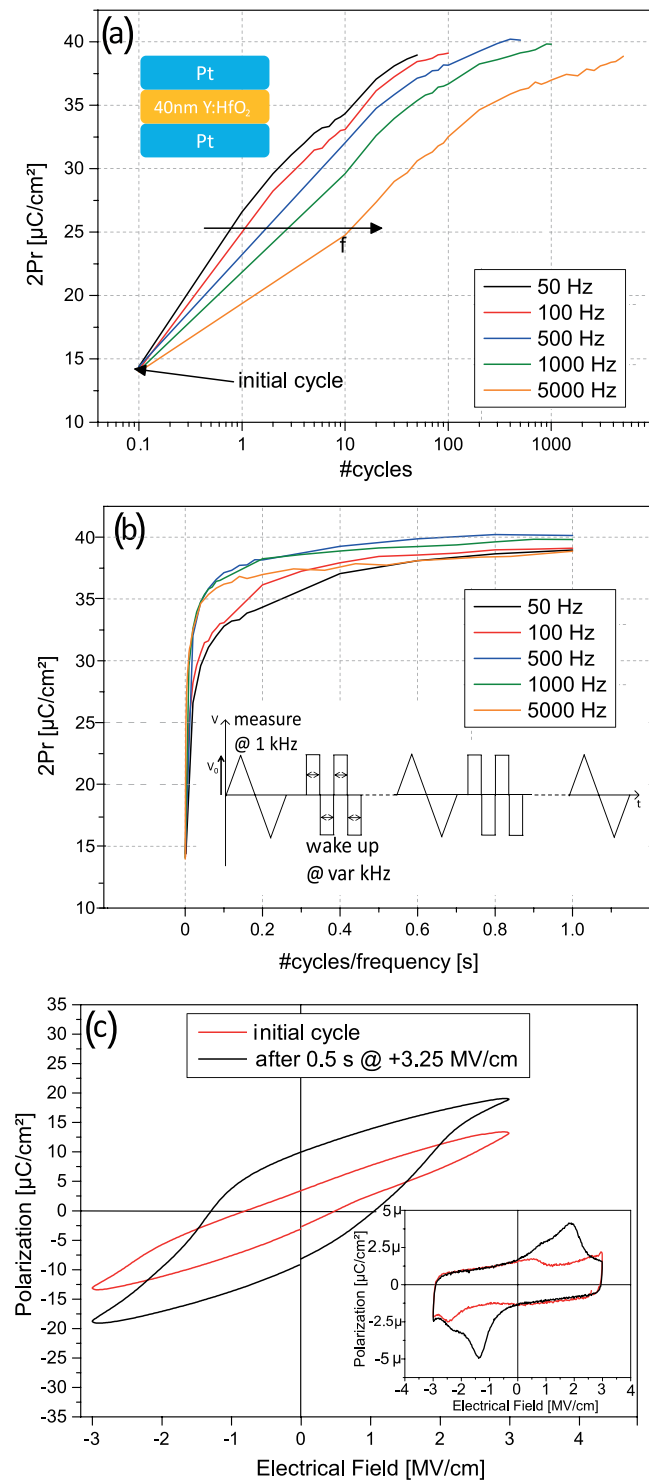 (a)
40
35
30
25
20
15
10
2Pr [µC/cm²]
Pt
40nm Y:HfO₂
Pt
f
initial cycle
50 Hz
100 Hz
500 Hz
1000 Hz
5000 Hz
0.1 1 10 100 1000
#cycles
(b)
40
35
30
25
20
15
10
2Pr [µC/cm²]
50 Hz
100 Hz
500 Hz
1000 Hz
5000 Hz
V
measure
@ 1 kHz
V₀
t
wake up
@ var kHz
0 0.2 0.4 0.6 0.8 1.0
#cycles/frequency [s]
(c)
35
30
25
20
15
10
5
0
-5
-10
-15
-20
-25
-30
-35
Polarization [µC/cm²]
initial cycle
after 0.5 s @ +3.25 MV/cm
5 µ
2.5µ
0
-2.5µ
-5 µ
Polarization [µC/cm²]
-4 -3 -2 -1 0 1 2 3 4
Electrical Field [MV/cm]
-3 -2 -1 0 1 2 3 4
Electrical Field [MV/cm]